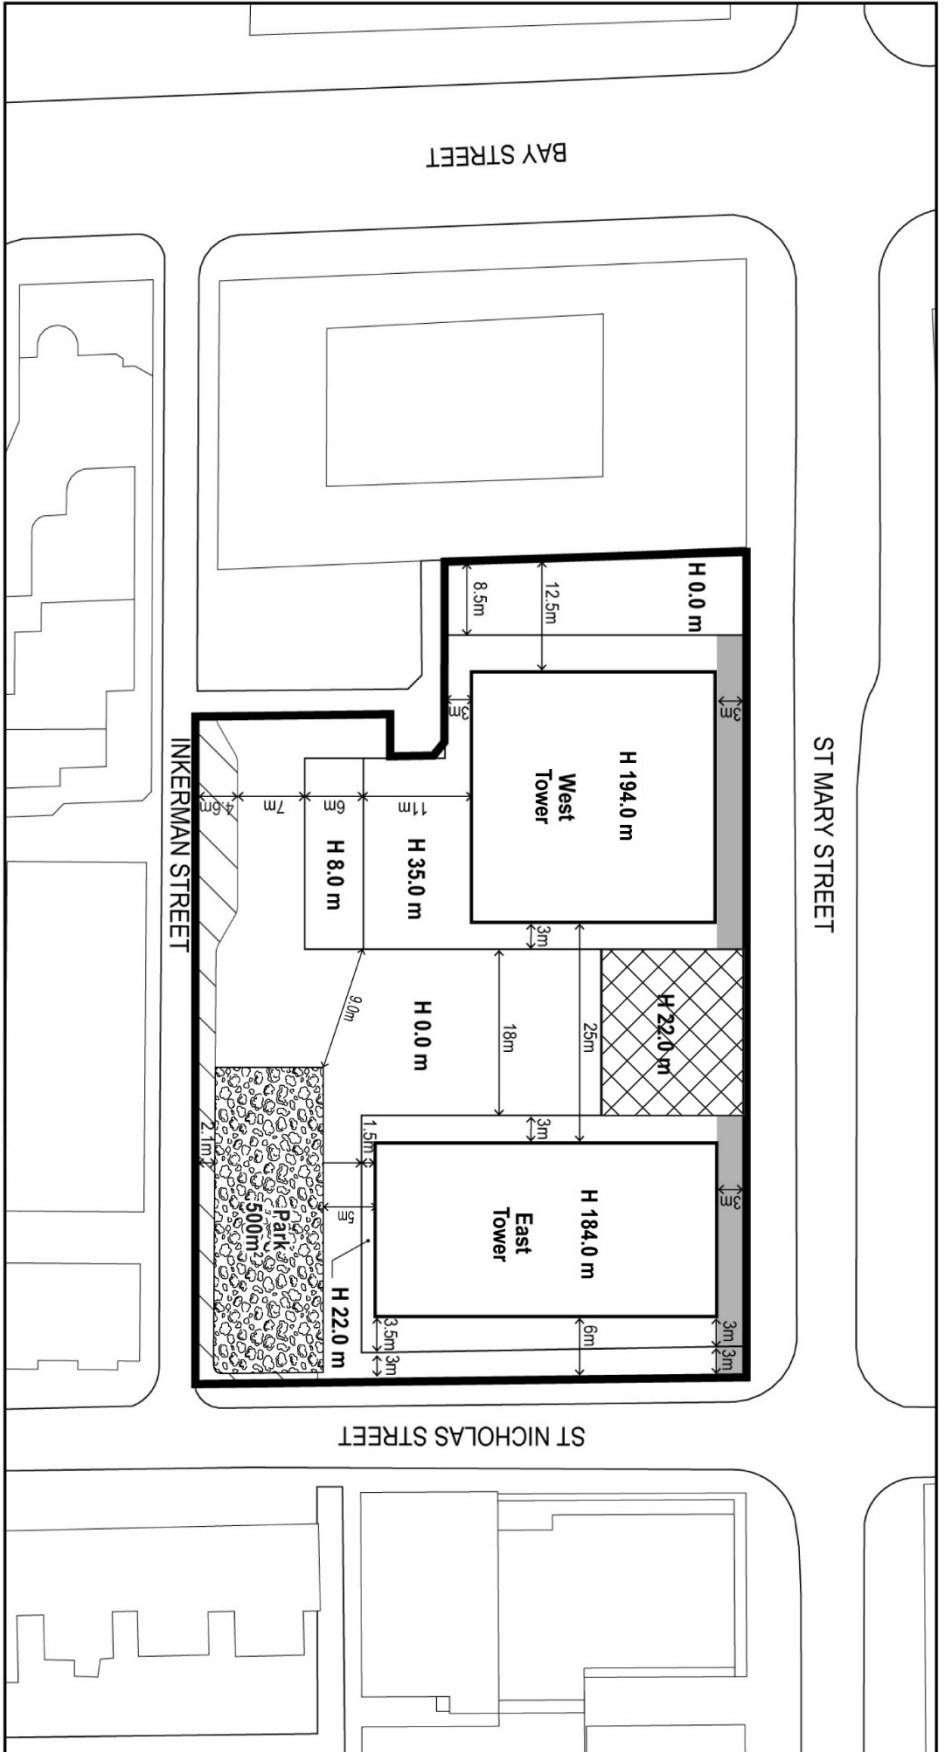 BAY STREET
ST MARY STREET
INKERMAN STREET
ST NICHOLAS STREET
H 0.0 m
12.5m
8.5m
3m
3m
H 194.0 m
West
Tower
11m
6m
7m
4.6m
H 35.0 m
H 8.0 m
3m
H 22.0 m
25m
18m
H 0.0 m
9.0m
3m
1.5m
2.1m
3m
H 184.0 m
East
Tower
5m
Park
500m²
H 22.0 m
3m
3m
6m
3.5m
3m